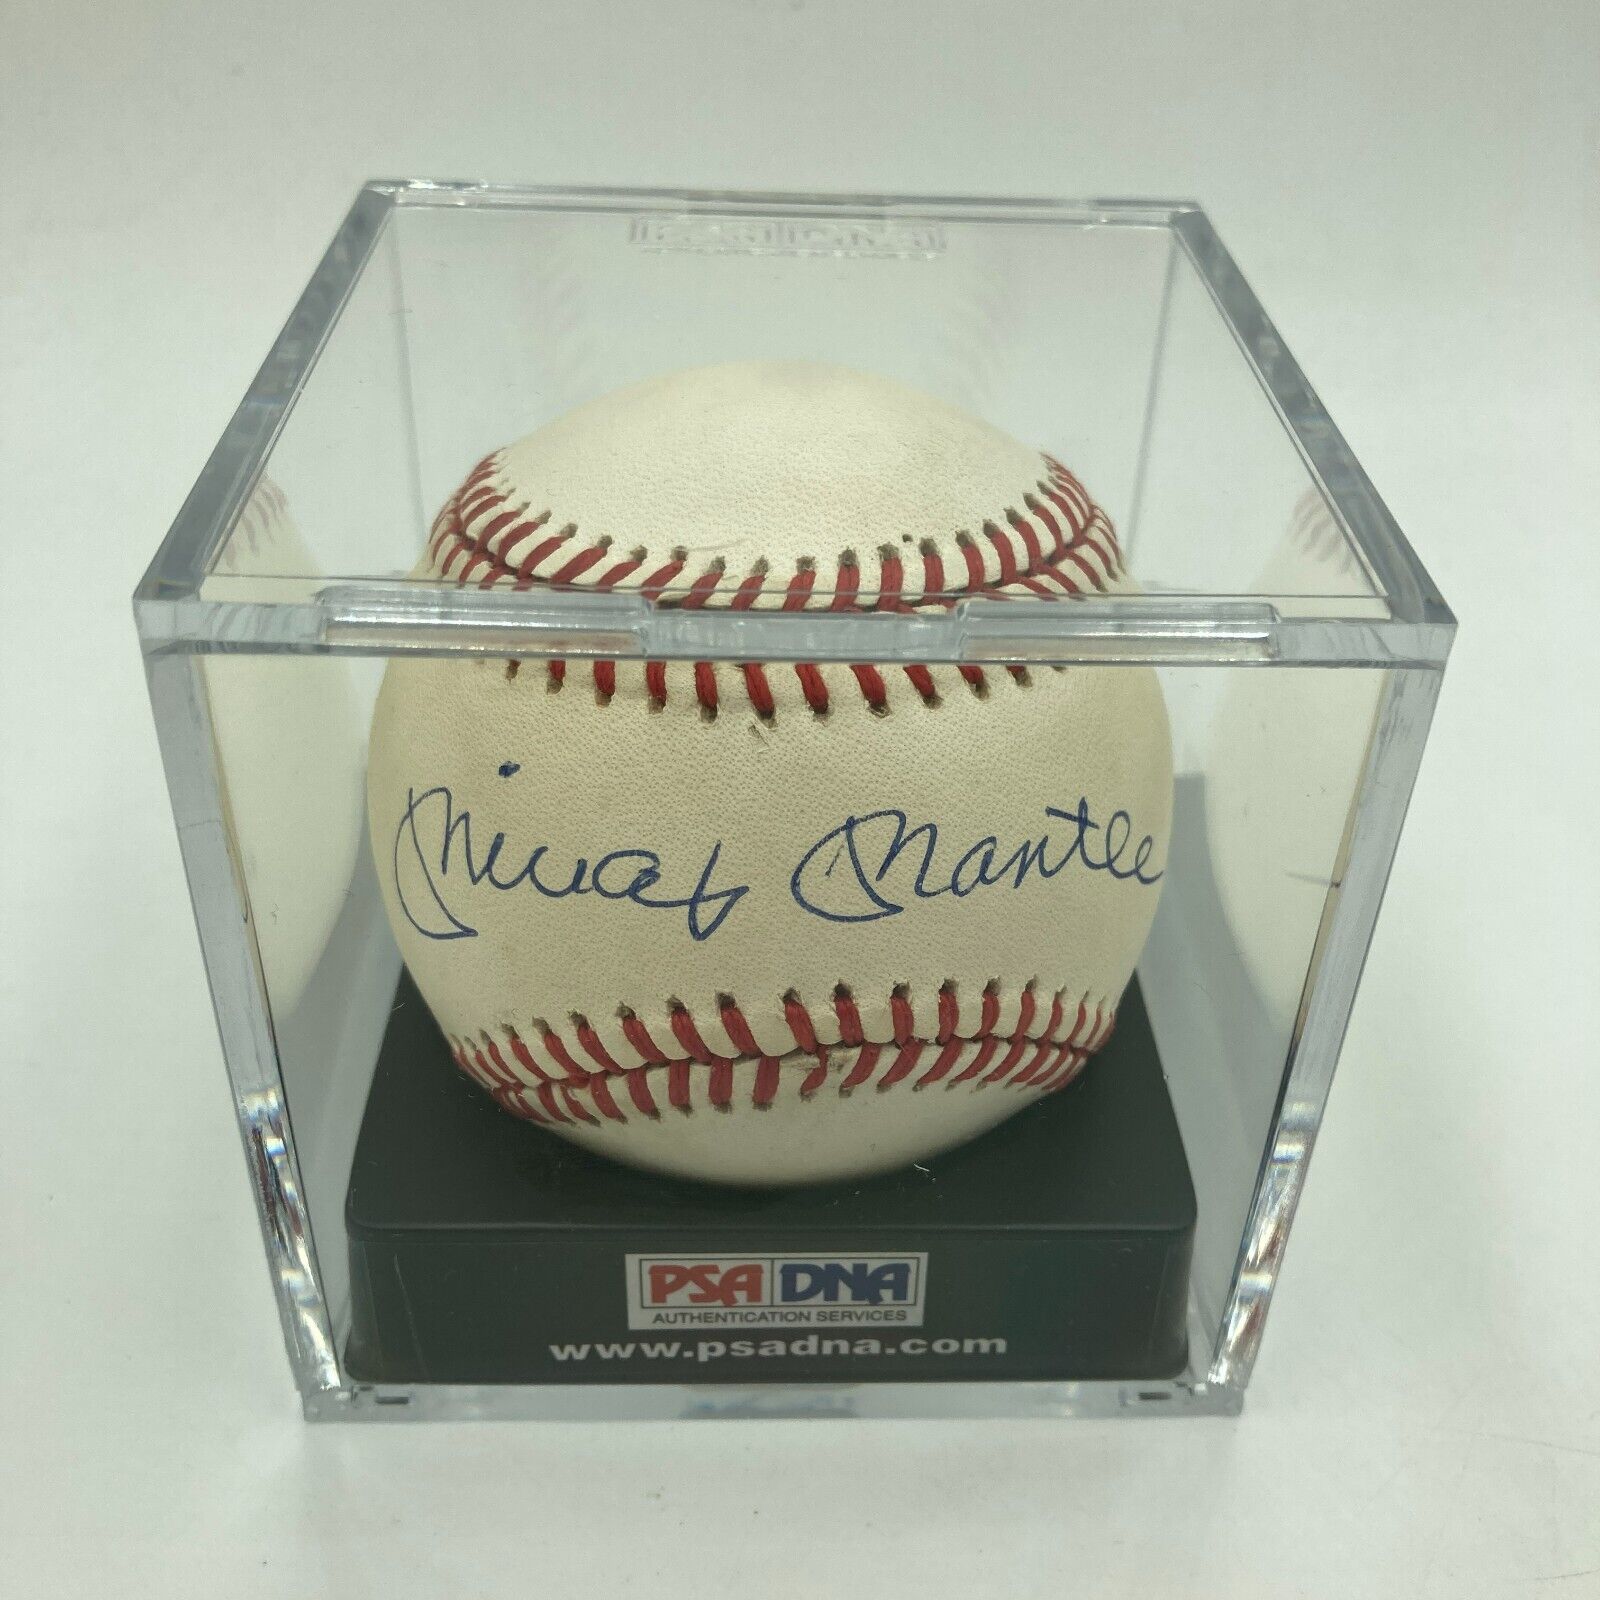 Mickey Mantle
PSA DNA
AUTHENTICATION SERVICES
www.psadna.com